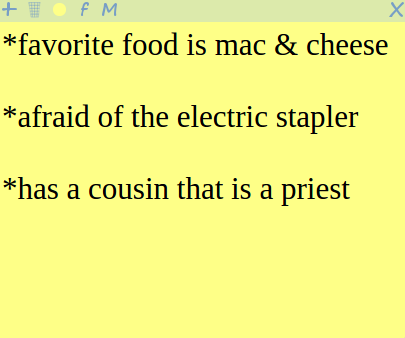 + f M X
*favorite food is mac & cheese
*afraid of the electric stapler
*has a cousin that is a priest